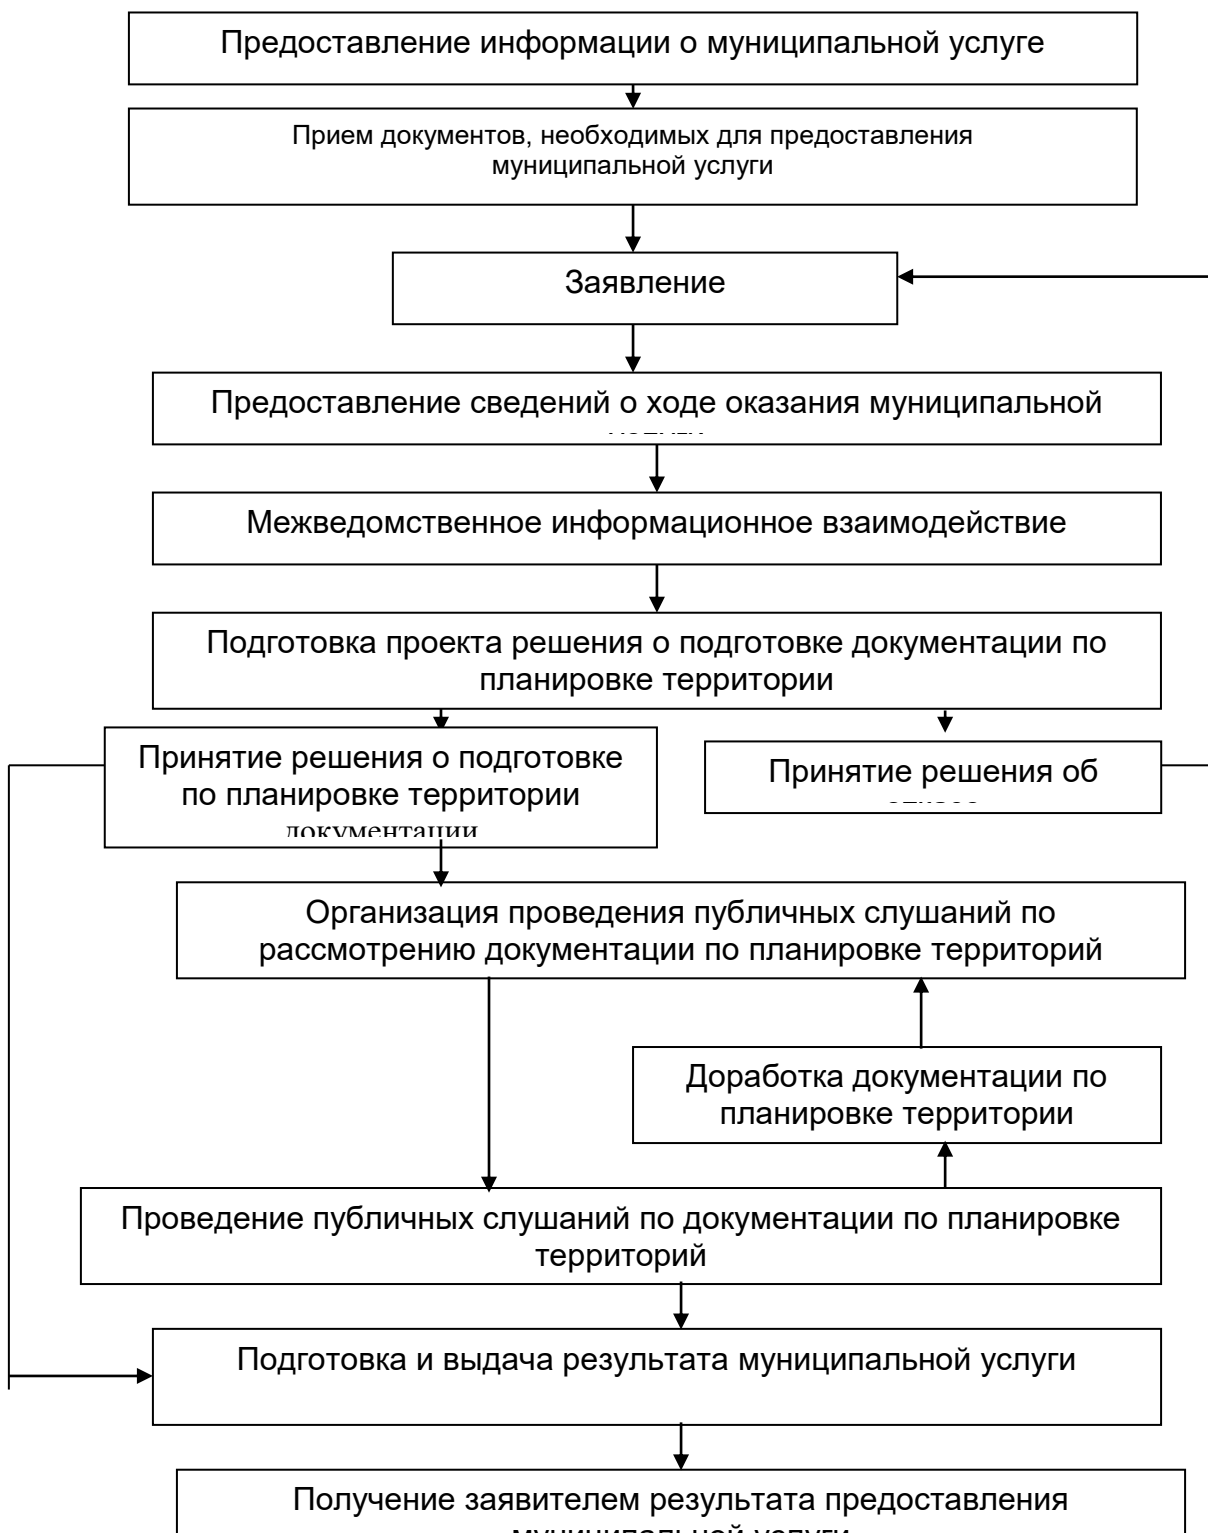 Предоставление информации о муниципальной услуге
Прием документов, необходимых для предоставления
муниципальной услуги
Заявление
Предоставление сведений о ходе оказания муниципальной
Межведомственное информационное взаимодействие
Подготовка проекта решения о подготовке документации по
планировке территории
Принятие решения о подготовке
по планировке территории
документации
Принятие решения об
Организация проведения публичных слушаний по
рассмотрению документации по планировке территорий
Доработка документации по
планировке территории
Проведение публичных слушаний по документации по планировке
территорий
Подготовка и выдача результата муниципальной услуги
Получение заявителем результата предоставления
муниципальной услуги